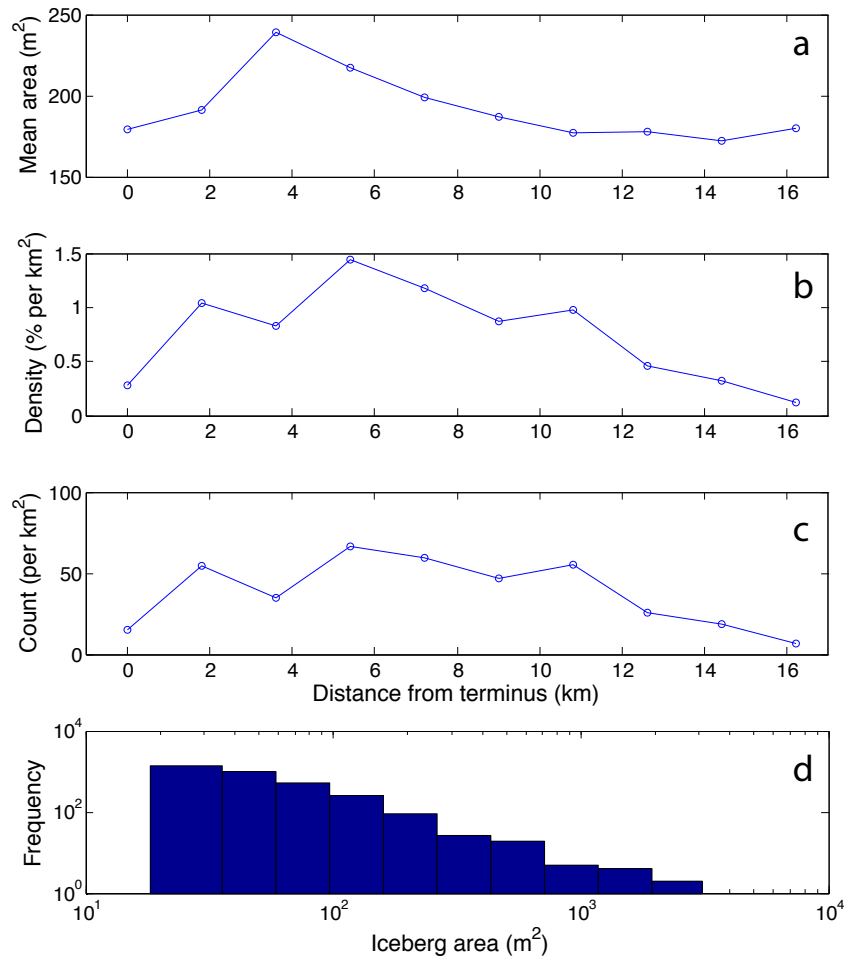 a
Mean area (m²)
250
200
150
0 2 4 6 8 10 12 14 16
b
Density (% per km²)
1.5
1
0.5
0
0 2 4 6 8 10 12 14 16
c
Count (per km²)
100
50
0
0 2 4 6 8 10 12 14 16
Distance from terminus (km)
d
Frequency
10⁴
10²
10⁰
10¹ 10² 10³ 10⁴
Iceberg area (m²)